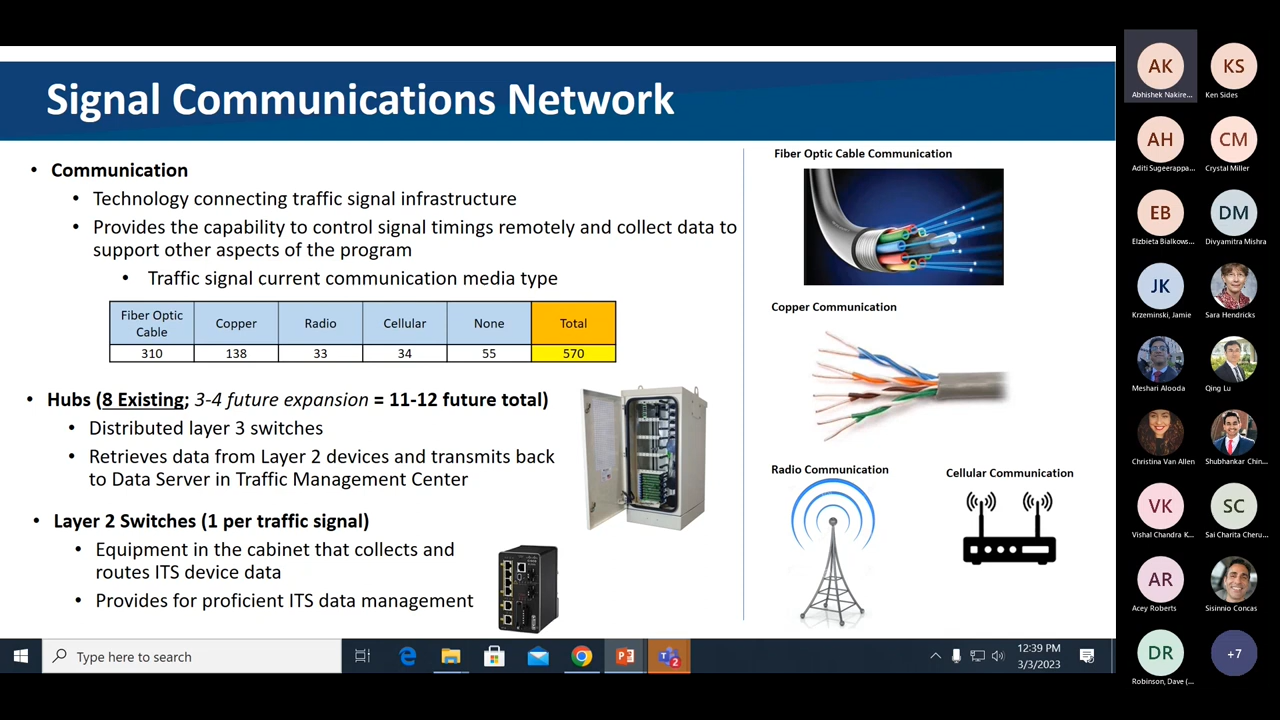 Signal Communications Network
• Communication
• Technology connecting traffic signal infrastructure
• Provides the capability to control signal timings remotely and collect data to
support other aspects of the program
• Traffic signal current communication media type
Fiber Optic
Cable
Copper
Radio
Cellular
None
Total
310
138
33
34
55
570
• Hubs (8 Existing; 3-4 future expansion = 11-12 future total)
• Distributed layer 3 switches
• Retrieves data from Layer 2 devices and transmits back
to Data Server in Traffic Management Center
• Layer 2 Switches (1 per traffic signal)
• Equipment in the cabinet that collects and
routes ITS device data
• Provides for proficient ITS data management
Fiber Optic Cable Communication
Copper Communication
Radio Communication
Cellular Communication
Type here to search
2
12:39 PM
3/3/2023
AK
Abhishek Nakire...
KS
Ken Sides
AH
Aditi Sugeerappa...
CM
Crystal Miller
EB
Elzbieta Bialkows...
DM
Divyamitra Mishra
JK
Krzeminski, Jamie
Sara Hendricks
Meshari Alooda
Qing Lu
Christina Van Allen
Shubhankar Chin...
VK
Vishal Chandra K...
SC
Sai Charita Cheru...
AR
Acey Roberts
Sisinnio Concas
DR
Robinson, Dave (...
+7